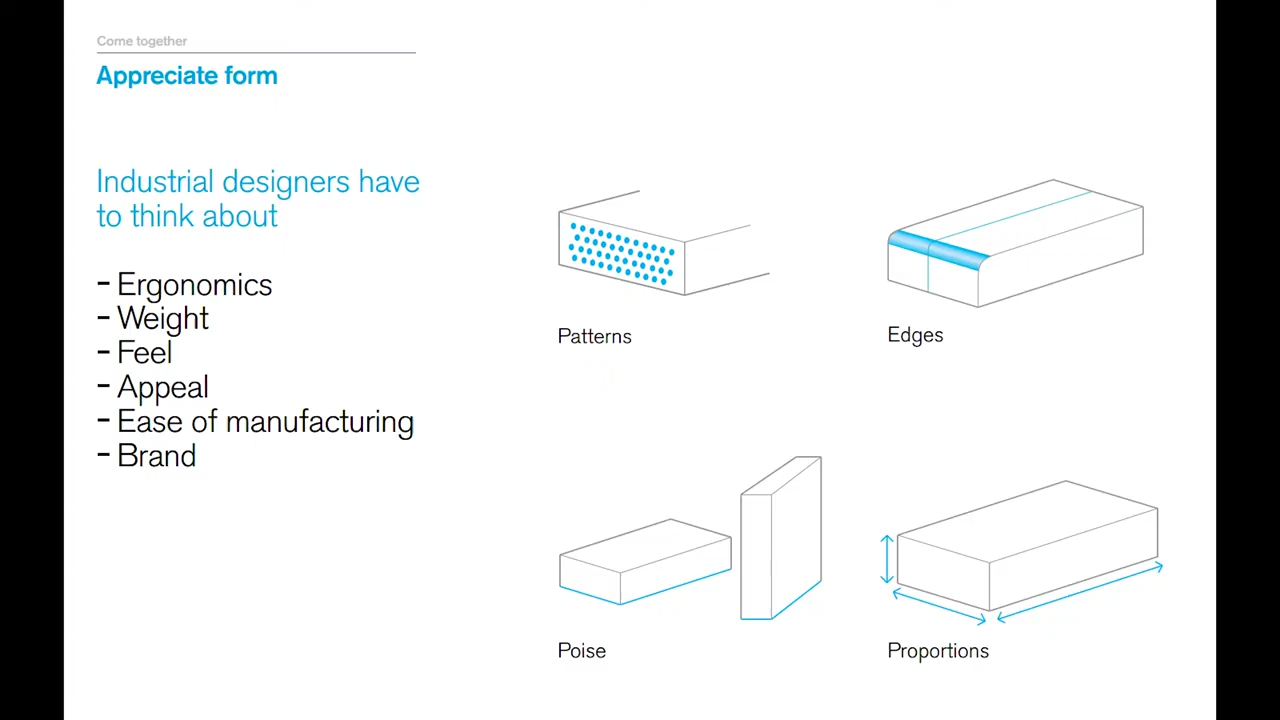 Come together
Appreciate form
Industrial designers have
to think about
- Ergonomics
- Weight
- Feel
- Appeal
- Ease of manufacturing
- Brand
Patterns
Edges
Poise
Proportions